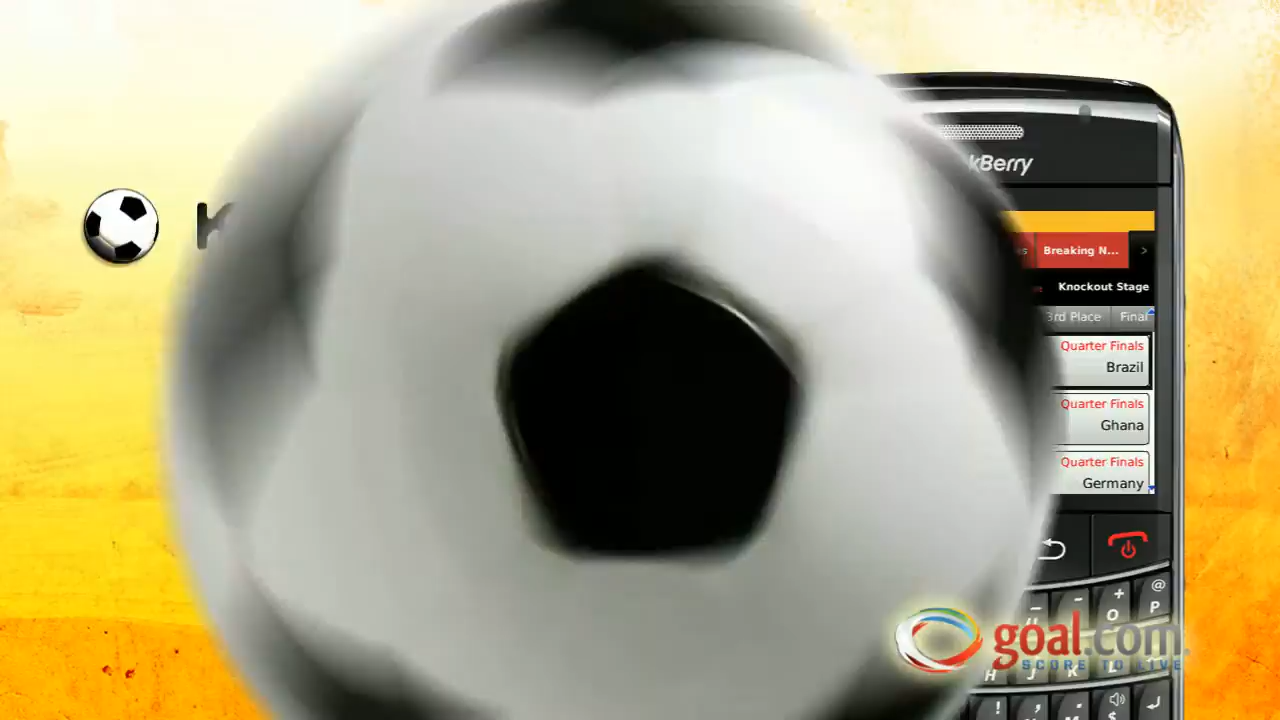 kBerry
Breaking N... >
Knockout Stage
3rd Place Final
Quarter Finals
Brazil
Quarter Finals
Ghana
Quarter Finals
Germany
goal.com
SCORE TO LIVE
@
+
O P
H J K L
!
$